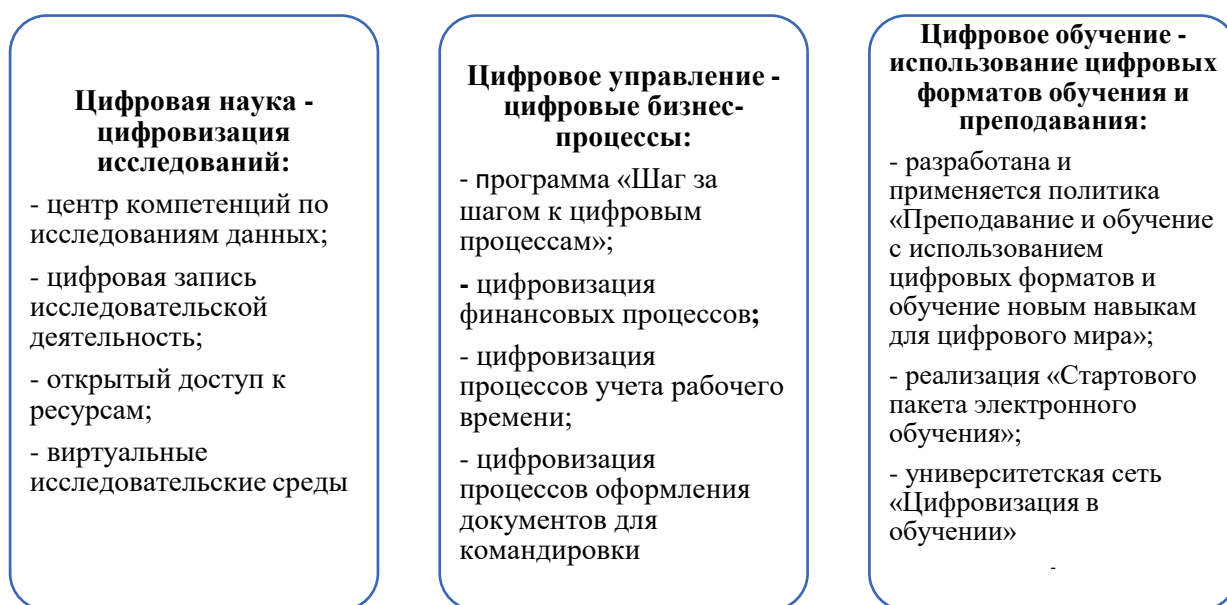 Цифровая наука -
цифровизация
исследований:
- центр компетенций по
исследованиям данных;
- цифровая запись
исследовательской
деятельность;
- открытый доступ к
ресурсам;
- виртуальные
исследовательские среды
Цифровое управление -
цифровые бизнес-
процессы:
- программа «Шаг за
шагом к цифровым
процессам»;
- цифровизация
финансовых процессов;
- цифровизация
процессов учета рабочего
времени;
- цифровизация
процессов оформления
документов для
командировки
Цифровое обучение -
использование цифровых
форматов обучения и
преподавания:
- разработана и
применяется политика
«Преподавание и обучение
с использованием
цифровых форматов и
обучение новым навыкам
для цифрового мира»;
- реализация «Стартового
пакета электронного
обучения»;
- университетская сеть
«Цифровизация в
обучении»